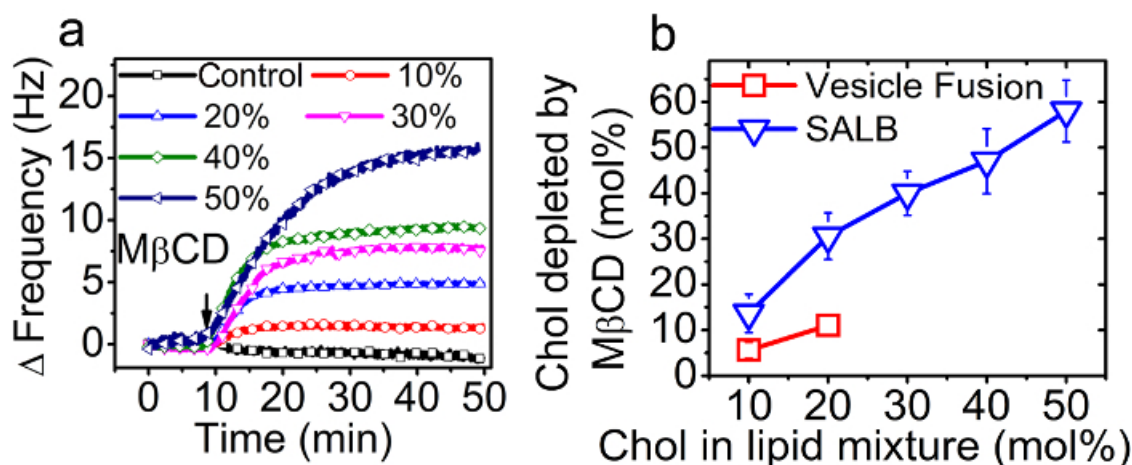 a
Control 10%
20% 30%
40%
50%
MβCD
Δ Frequency (Hz)
20
15
10
5
0
0 10 20 30 40 50
Time (min)
b
Vesicle Fusion
SALB
Chol depleted by
MβCD (mol%)
60
50
40
30
20
10
0
10 20 30 40 50
Chol in lipid mixture (mol%)